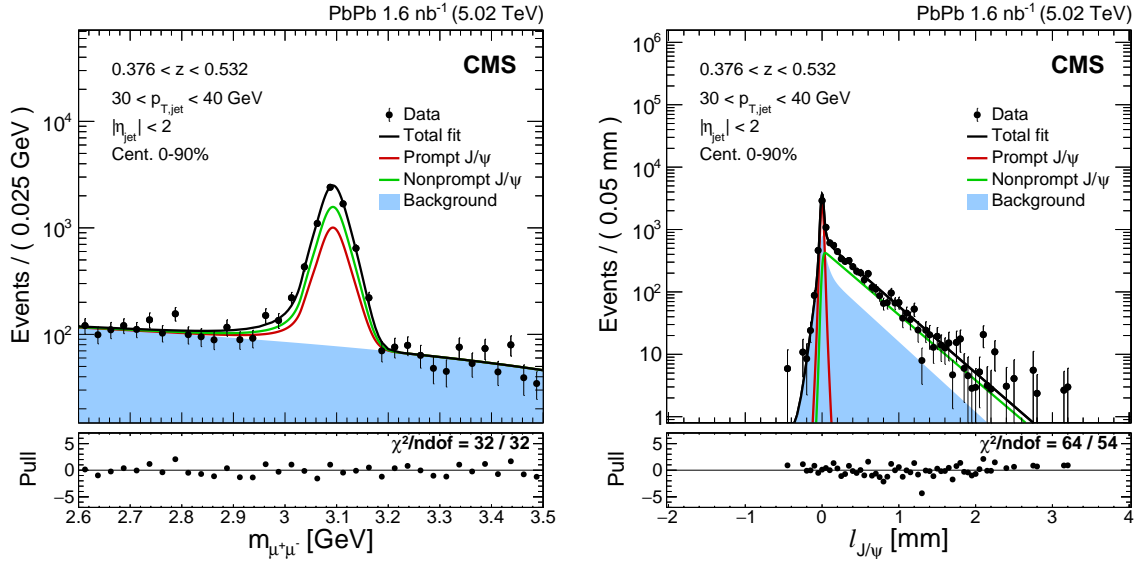 PbPb 1.6 nb⁻¹ (5.02 TeV)
CMS
0.376 < z < 0.532
30 < p_T,jet < 40 GeV
|η_jet| < 2
Cent. 0-90%
Data
Total fit
Prompt J/ψ
Nonprompt J/ψ
Background
Events / ( 0.025 GeV )
10⁴
10³
10²
χ²/ndof = 32 / 32
Pull
5
0
−5
2.6 2.7 2.8 2.9 3 3.1 3.2 3.3 3.4 3.5
m_μ⁺μ⁻ [GeV]
PbPb 1.6 nb⁻¹ (5.02 TeV)
CMS
0.376 < z < 0.532
30 < p_T,jet < 40 GeV
|η_jet| < 2
Cent. 0-90%
Data
Total fit
Prompt J/ψ
Nonprompt J/ψ
Background
Events / ( 0.05 mm )
10⁶
10⁵
10⁴
10³
10²
10
1
χ²/ndof = 64 / 54
Pull
5
0
−5
−2 −1 0 1 2 3 4
l_J/ψ [mm]